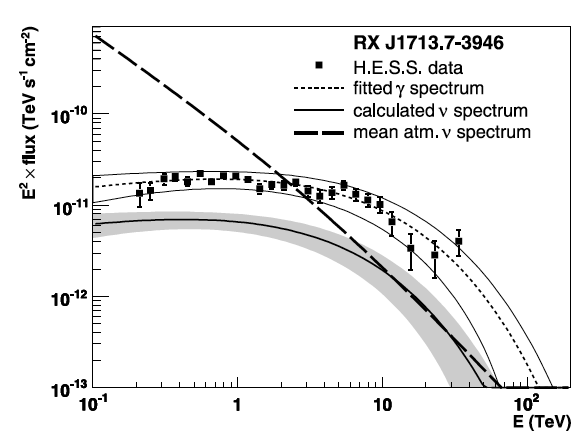 RX J1713.7-3946
H.E.S.S. data
fitted γ spectrum
calculated ν spectrum
mean atm. ν spectrum
E² × flux (TeV s⁻¹ cm⁻²)
10⁻¹⁰
10⁻¹¹
10⁻¹²
10⁻¹³
10⁻¹ 1 10 10²
E (TeV)